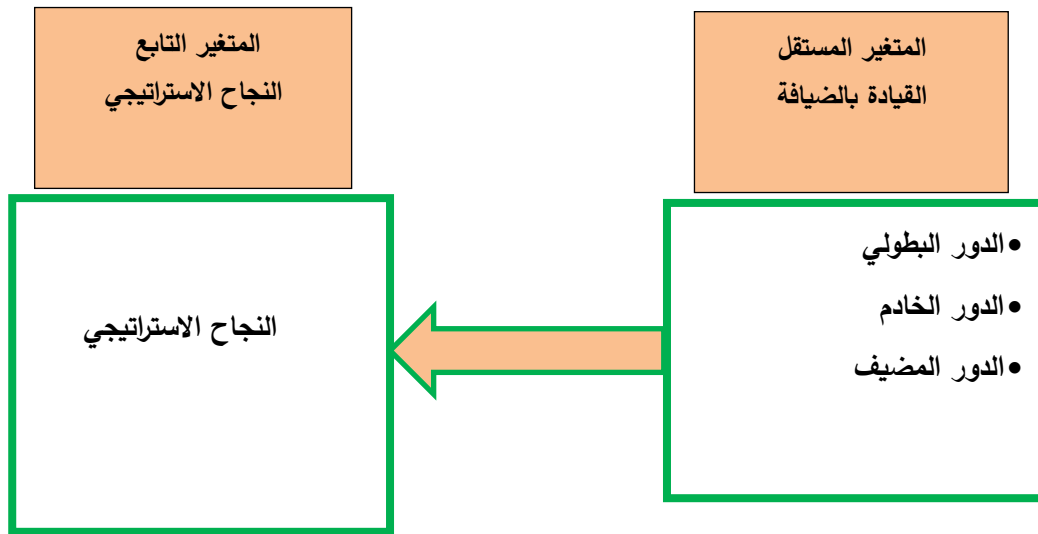 المتغير المستقل
القيادة بالضيافة
المتغير التابع
النجاح الاستراتيجي
•الدور البطولي
•الدور الخادم
•الدور المضيف
النجاح الاستراتيجي